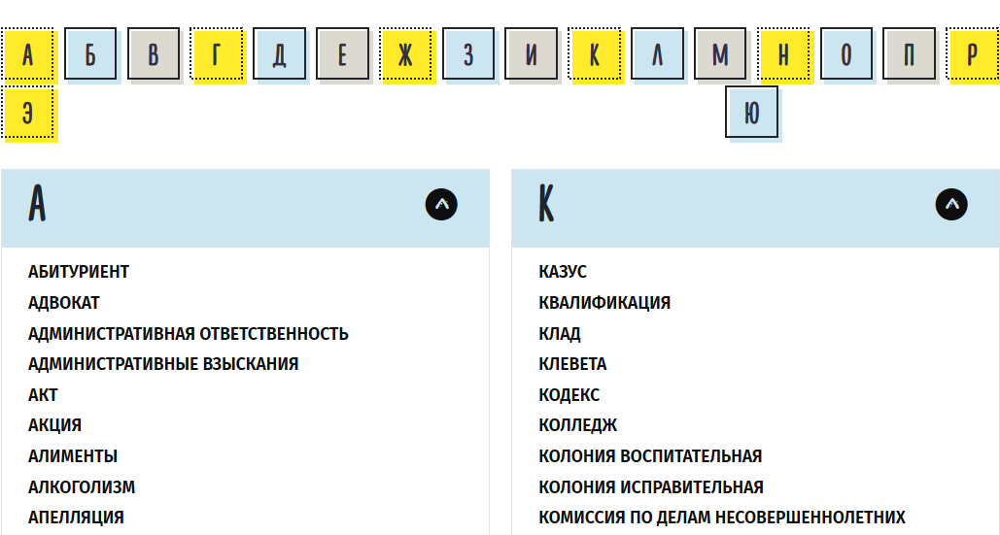 А Б В Г Д Е Ж З И К Л М Н О П Р
Э Ю
А
АБИТУРИЕНТ
АДВОКАТ
АДМИНИСТРАТИВНАЯ ОТВЕТСТВЕННОСТЬ
АДМИНИСТРАТИВНЫЕ ВЗЫСКАНИЯ
АКТ
АКЦИЯ
АЛИМЕНТЫ
АЛКОГОЛИЗМ
АПЕЛЛЯЦИЯ
К
КАЗУС
КВАЛИФИКАЦИЯ
КЛАД
КЛЕВЕТА
КОДЕКС
КОЛЛЕДЖ
КОЛОНИЯ ВОСПИТАТЕЛЬНАЯ
КОЛОНИЯ ИСПРАВИТЕЛЬНАЯ
КОМИССИЯ ПО ДЕЛАМ НЕСОВЕРШЕННОЛЕТНИХ